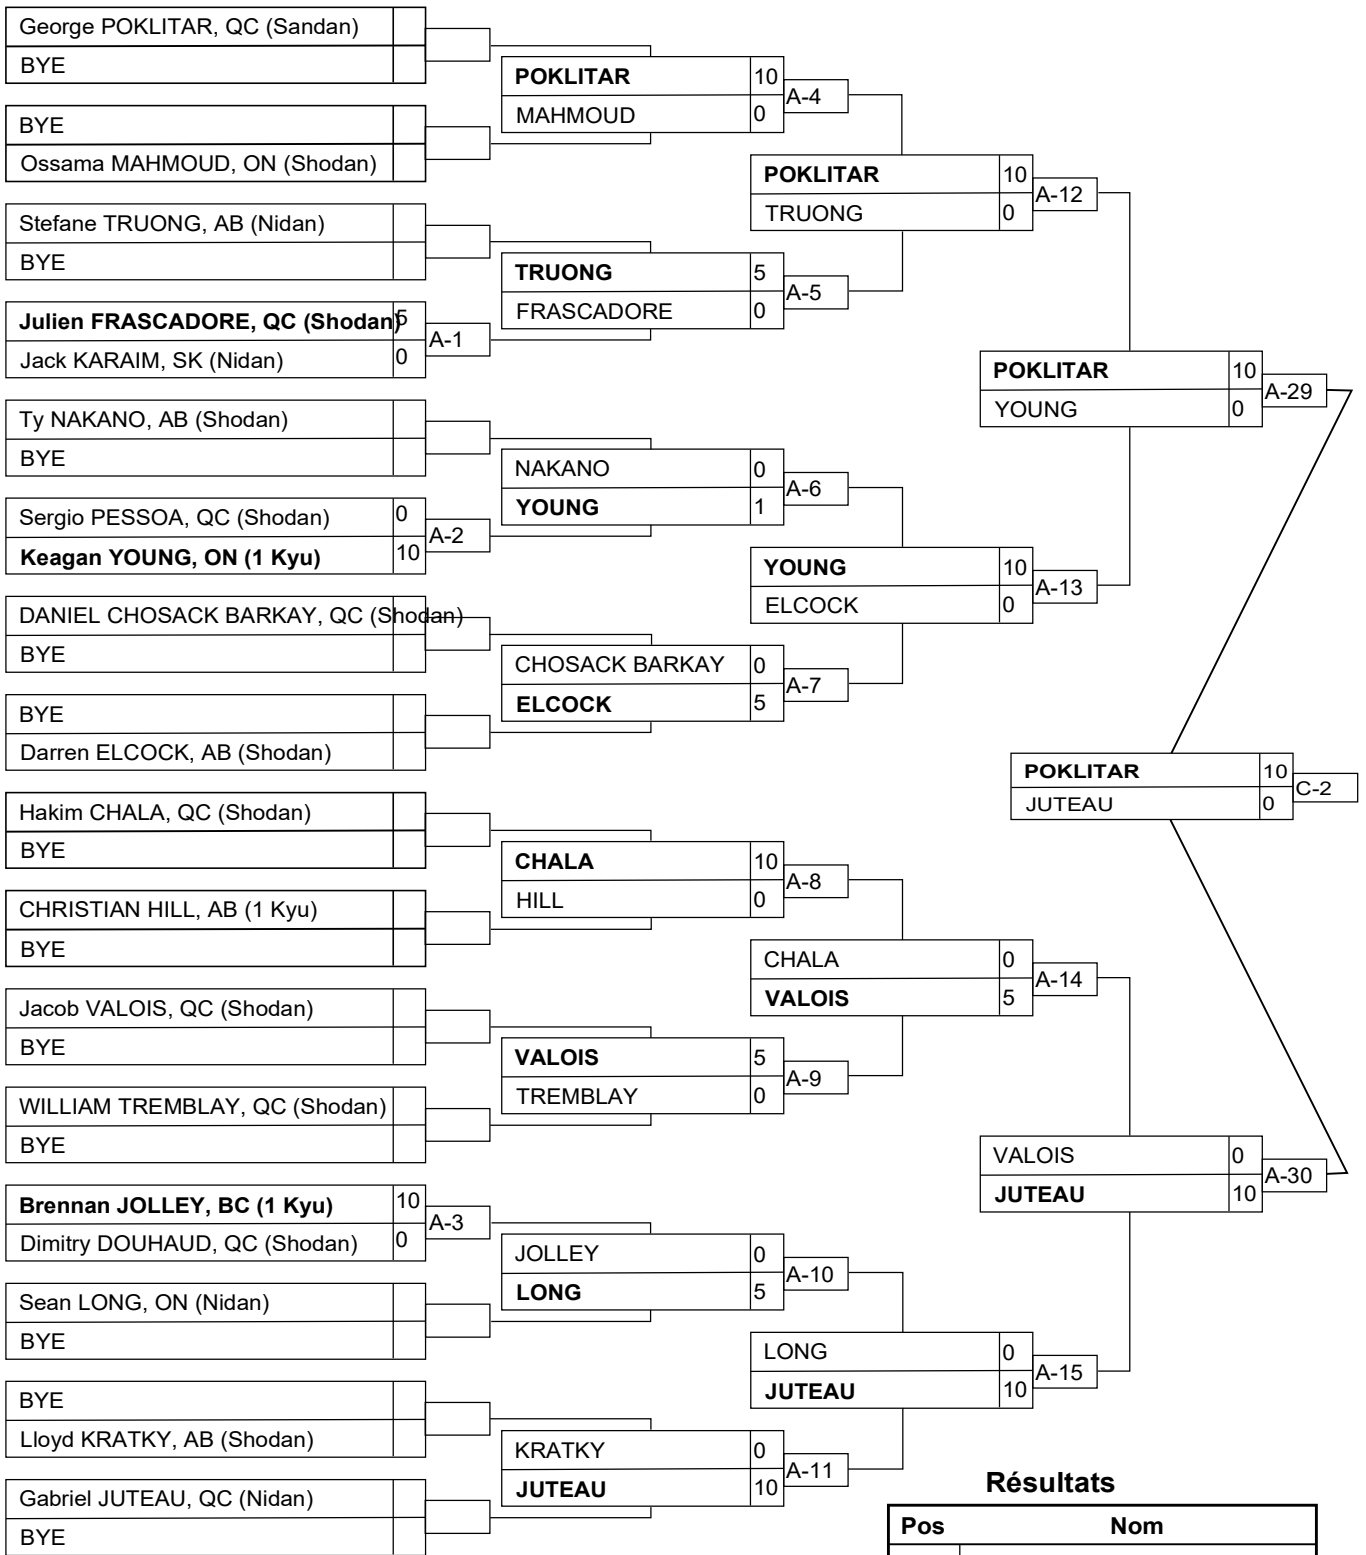 George POKLITAR, QC (Sandan)
BYE
BYE
Ossama MAHMOUD, ON (Shodan)
Stefane TRUONG, AB (Nidan)
BYE
Julien FRASCADORE, QC (Shodan) 5
Jack KARAIM, SK (Nidan) 0
A-1
Ty NAKANO, AB (Shodan)
BYE
Sergio PESSOA, QC (Shodan) 0
Keagan YOUNG, ON (1 Kyu) 10
A-2
DANIEL CHOSACK BARKAY, QC (Shodan)
BYE
BYE
Darren ELCOCK, AB (Shodan)
Hakim CHALA, QC (Shodan)
BYE
CHRISTIAN HILL, AB (1 Kyu)
BYE
Jacob VALOIS, QC (Shodan)
BYE
WILLIAM TREMBLAY, QC (Shodan)
BYE
Brennan JOLLEY, BC (1 Kyu) 10
Dimitry DOUHAUD, QC (Shodan) 0
A-3
Sean LONG, ON (Nidan)
BYE
BYE
Lloyd KRATKY, AB (Shodan)
Gabriel JUTEAU, QC (Nidan)
BYE
POKLITAR 10
MAHMOUD 0
A-4
TRUONG 5
FRASCADORE 0
A-5
NAKANO 0
YOUNG 1
A-6
CHOSACK BARKAY 0
ELCOCK 5
A-7
CHALA 10
HILL 0
A-8
VALOIS 5
TREMBLAY 0
A-9
JOLLEY 0
LONG 5
A-10
KRATKY 0
JUTEAU 10
A-11
POKLITAR 10
TRUONG 0
A-12
YOUNG 10
ELCOCK 0
A-13
CHALA 0
VALOIS 5
A-14
LONG 0
JUTEAU 10
A-15
POKLITAR 10
YOUNG 0
A-29
VALOIS 0
JUTEAU 10
A-30
POKLITAR 10
JUTEAU 0
C-2
Résultats
Pos Nom